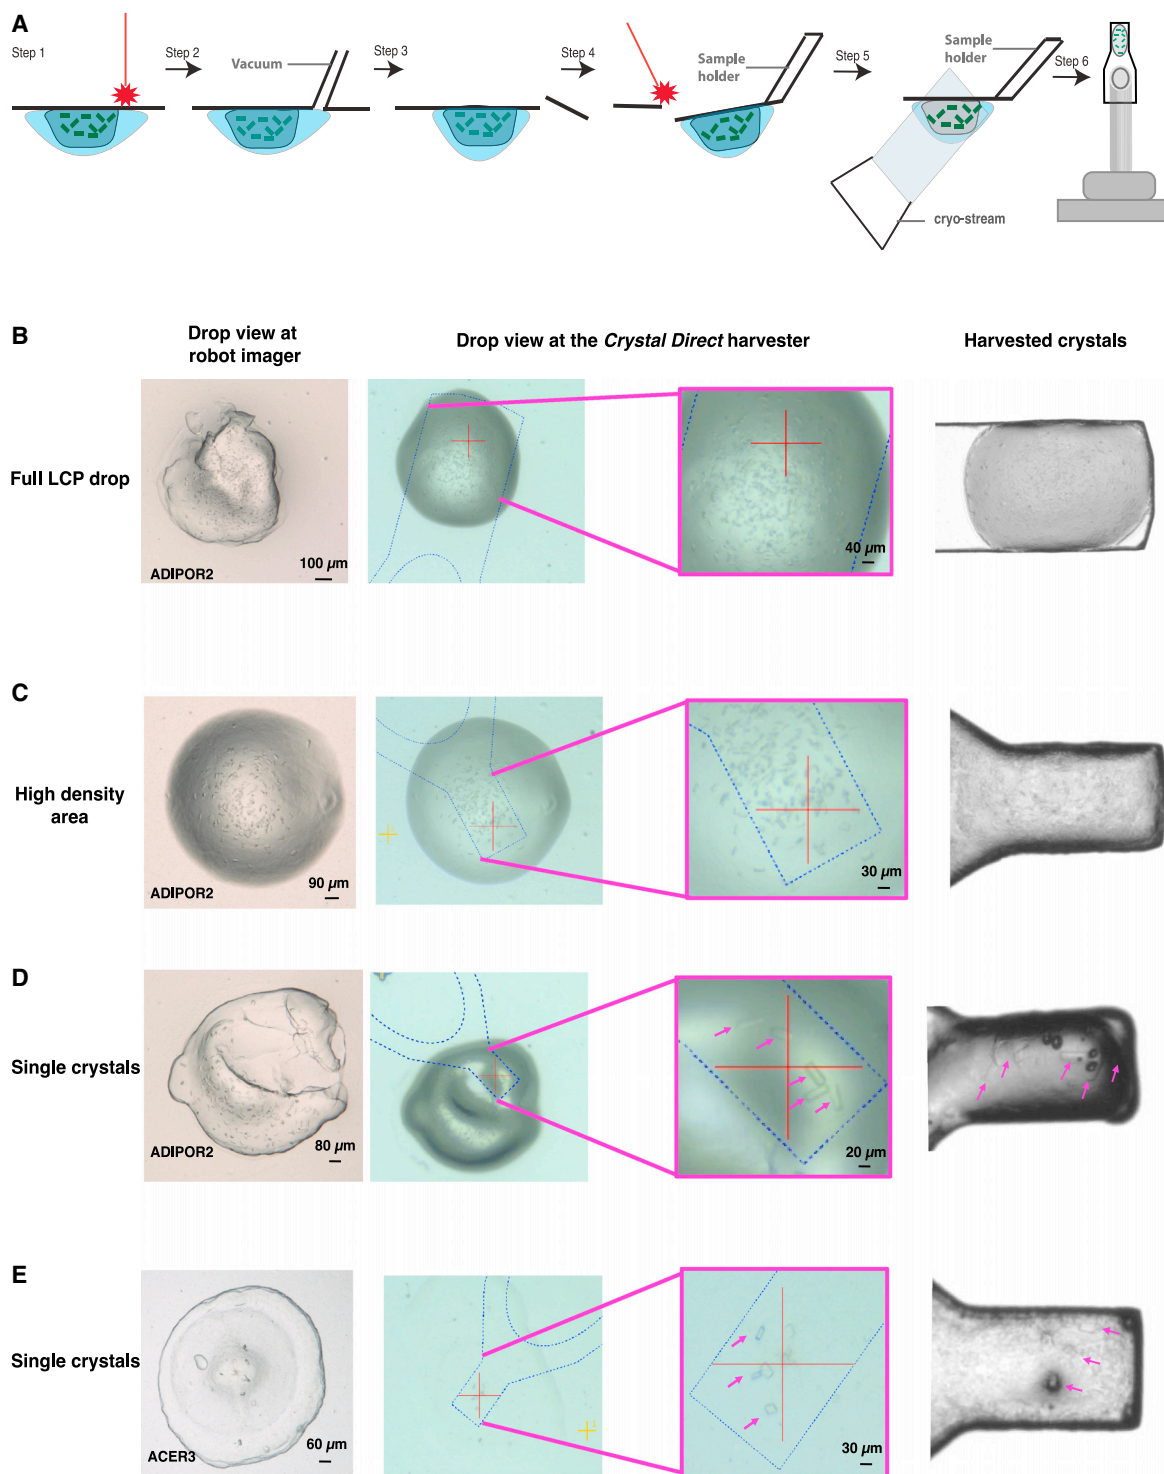 A
Step 1
Step 2
Vacuum
Step 3
Step 4
Sample
holder
Step 5
Sample
holder
Step 6
cryo-stream
B
Drop view at
robot imager
Drop view at the Crystal Direct harvester
Harvested crystals
Full LCP drop
ADIPOR2
100 µm
40 µm
C
High density
area
ADIPOR2
90 µm
30 µm
D
Single crystals
ADIPOR2
80 µm
20 µm
E
Single crystals
ACER3
60 µm
30 µm